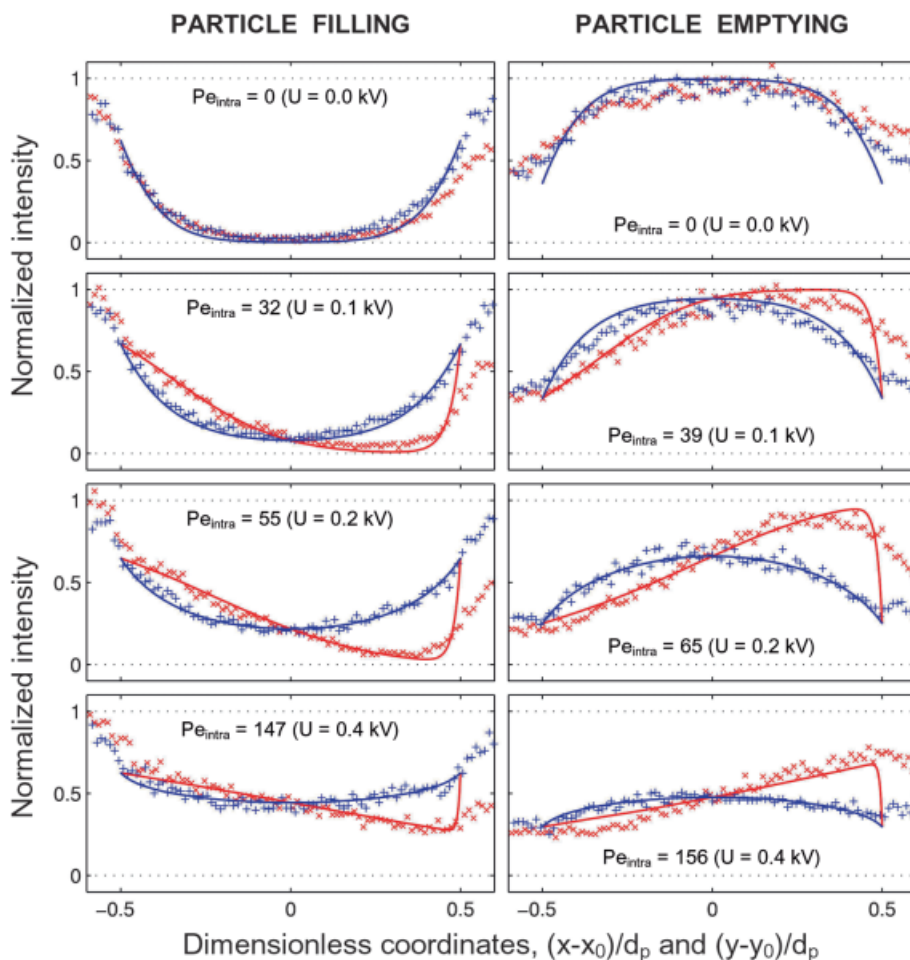 PARTICLE FILLING
PARTICLE EMPTYING
Normalized intensity
Normalized intensity
1
0.5
0
Pe_intra = 0 (U = 0.0 kV)
Pe_intra = 0 (U = 0.0 kV)
1
0.5
0
Pe_intra = 32 (U = 0.1 kV)
Pe_intra = 39 (U = 0.1 kV)
1
0.5
0
Pe_intra = 55 (U = 0.2 kV)
Pe_intra = 65 (U = 0.2 kV)
1
0.5
0
Pe_intra = 147 (U = 0.4 kV)
Pe_intra = 156 (U = 0.4 kV)
−0.5 0 0.5 −0.5 0 0.5
Dimensionless coordinates, (x-x₀)/d_p and (y-y₀)/d_p